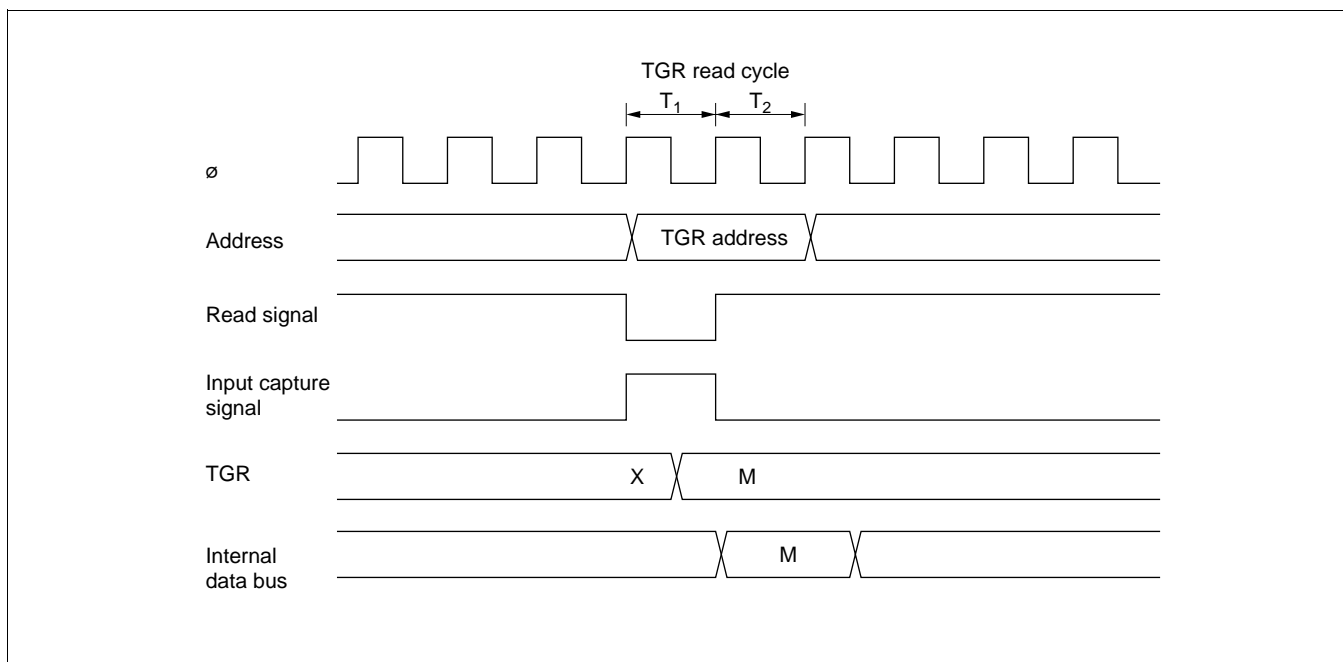 TGR read cycle
T1 T2
ø
Address
TGR address
Read signal
Input capture
signal
TGR
X M
Internal
data bus
M